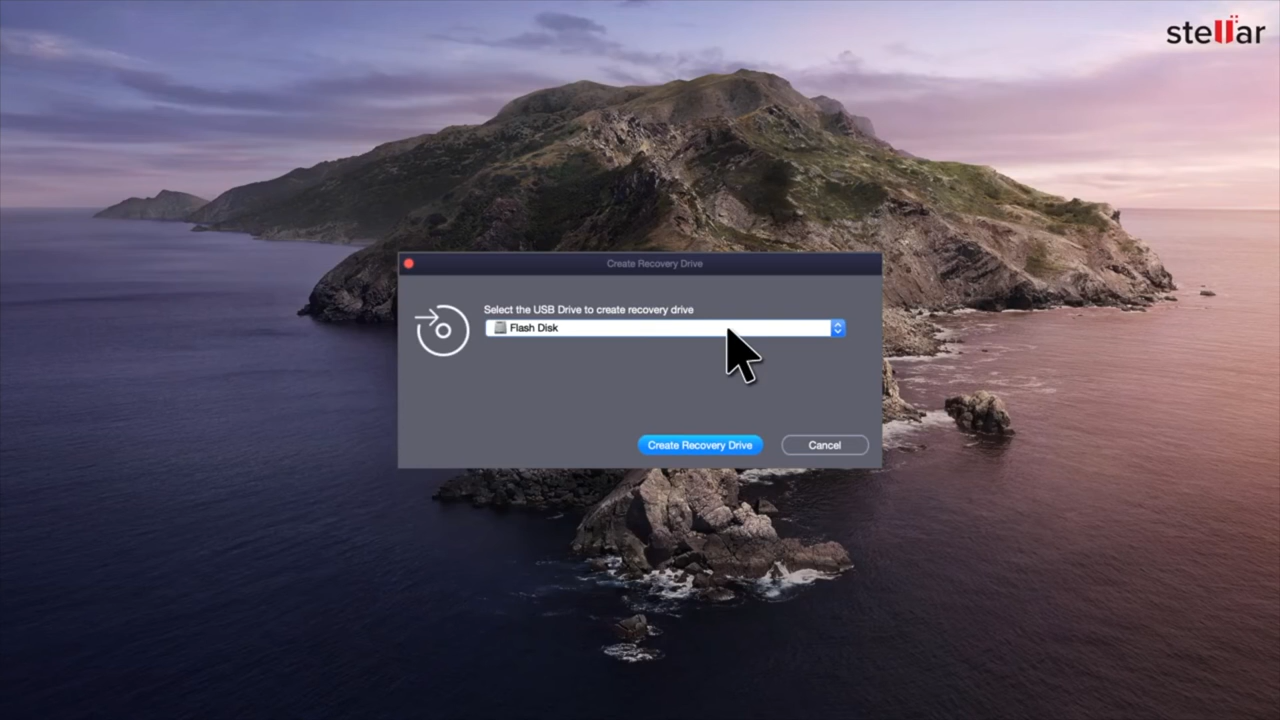 stellar
Create Recovery Drive
Select the USB Drive to create recovery drive
Flash Disk
Create Recovery Drive
Cancel